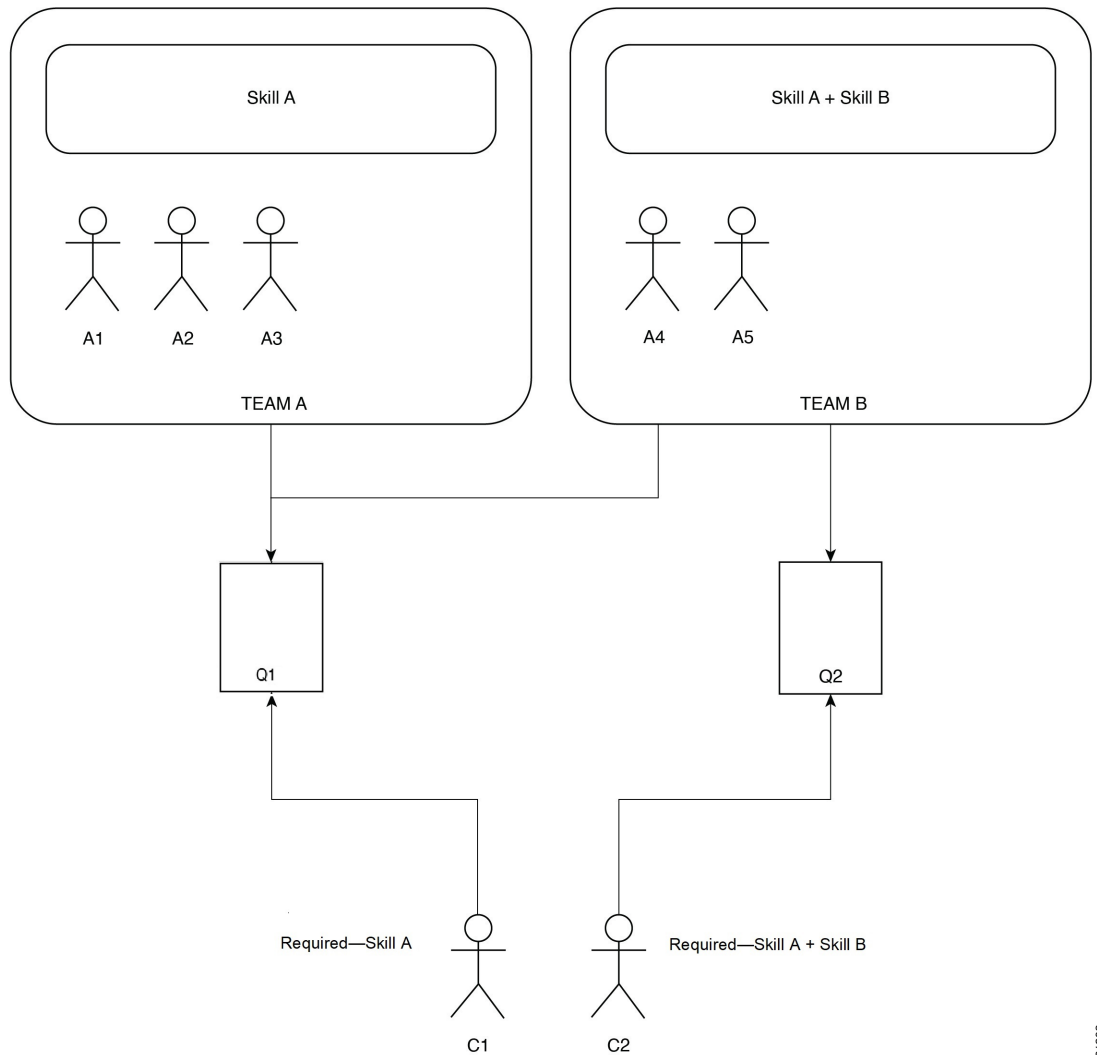 Skill A
Skill A + Skill B
A1 A2 A3
A4 A5
TEAM A
TEAM B
Q1
Q2
Required—Skill A
Required—Skill A + Skill B
C1
C2